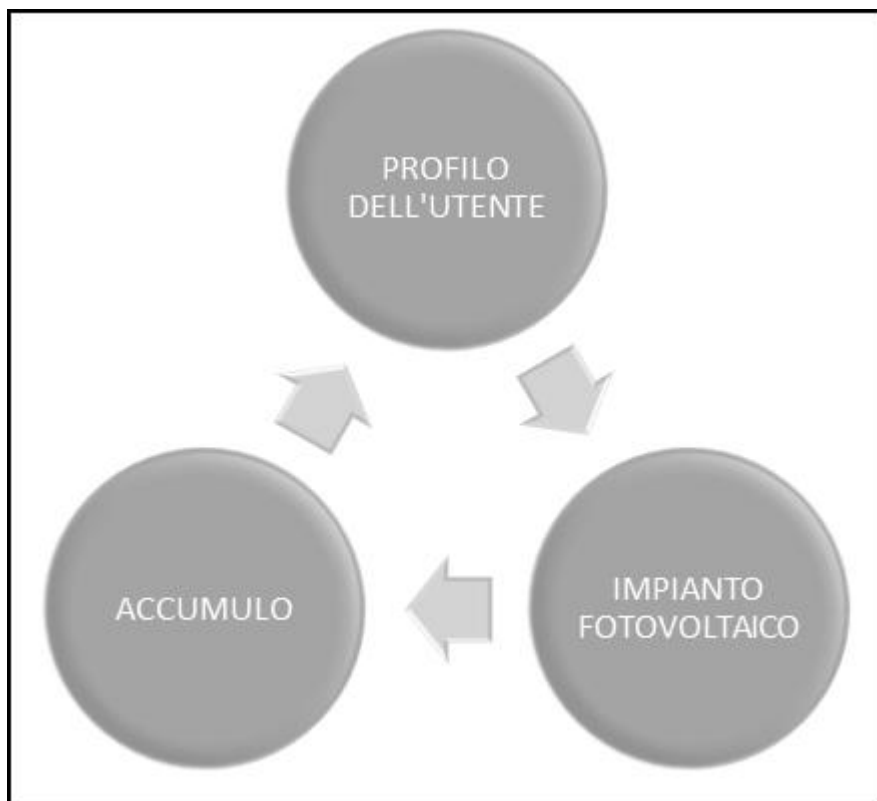 PROFILO
DELL'UTENTE
IMPIANTO
FOTOVOLTAICO
ACCUMULO